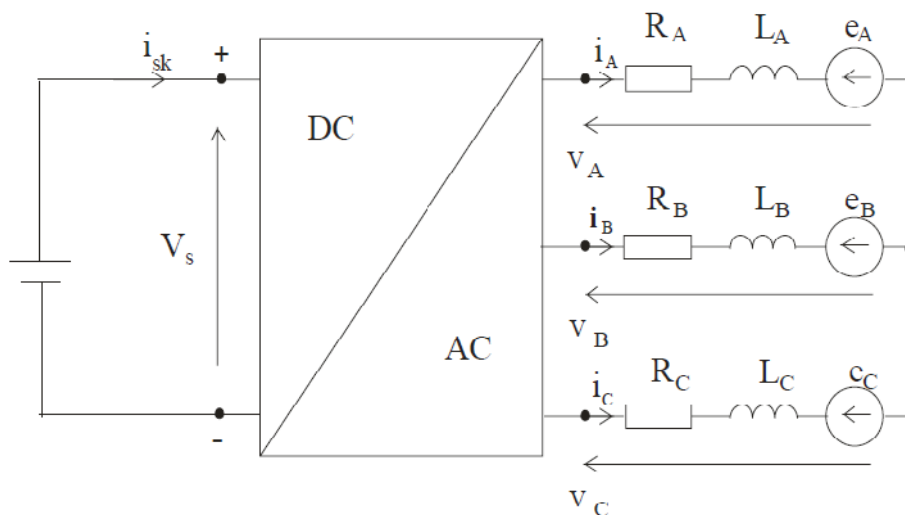 i_sk
+
DC
AC
V_s
-
i_A
R_A
L_A
e_A
v_A
i_B
R_B
L_B
e_B
v_B
i_C
R_C
L_C
c_C
v_C